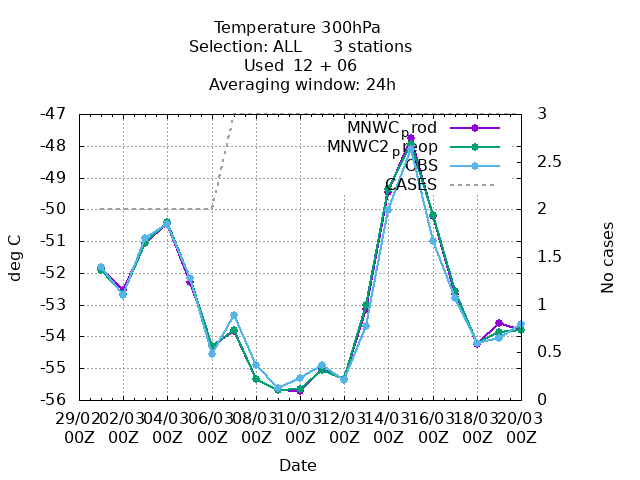 Temperature 300hPa
Selection: ALL      3 stations
Used  12 + 06
Averaging window: 24h
-47
-48
-49
-50
-51
-52
-53
-54
-55
-56
deg C
3
2.5
2
1.5
1
0.5
0
No cases
MNWCprod
MNWC2preop
OBS
CASES
29/02 02/03 04/03 06/03 08/03 10/03 12/03 14/03 16/03 18/03 20/03
00Z 00Z 00Z 00Z 00Z 00Z 00Z 00Z 00Z 00Z 00Z
Date